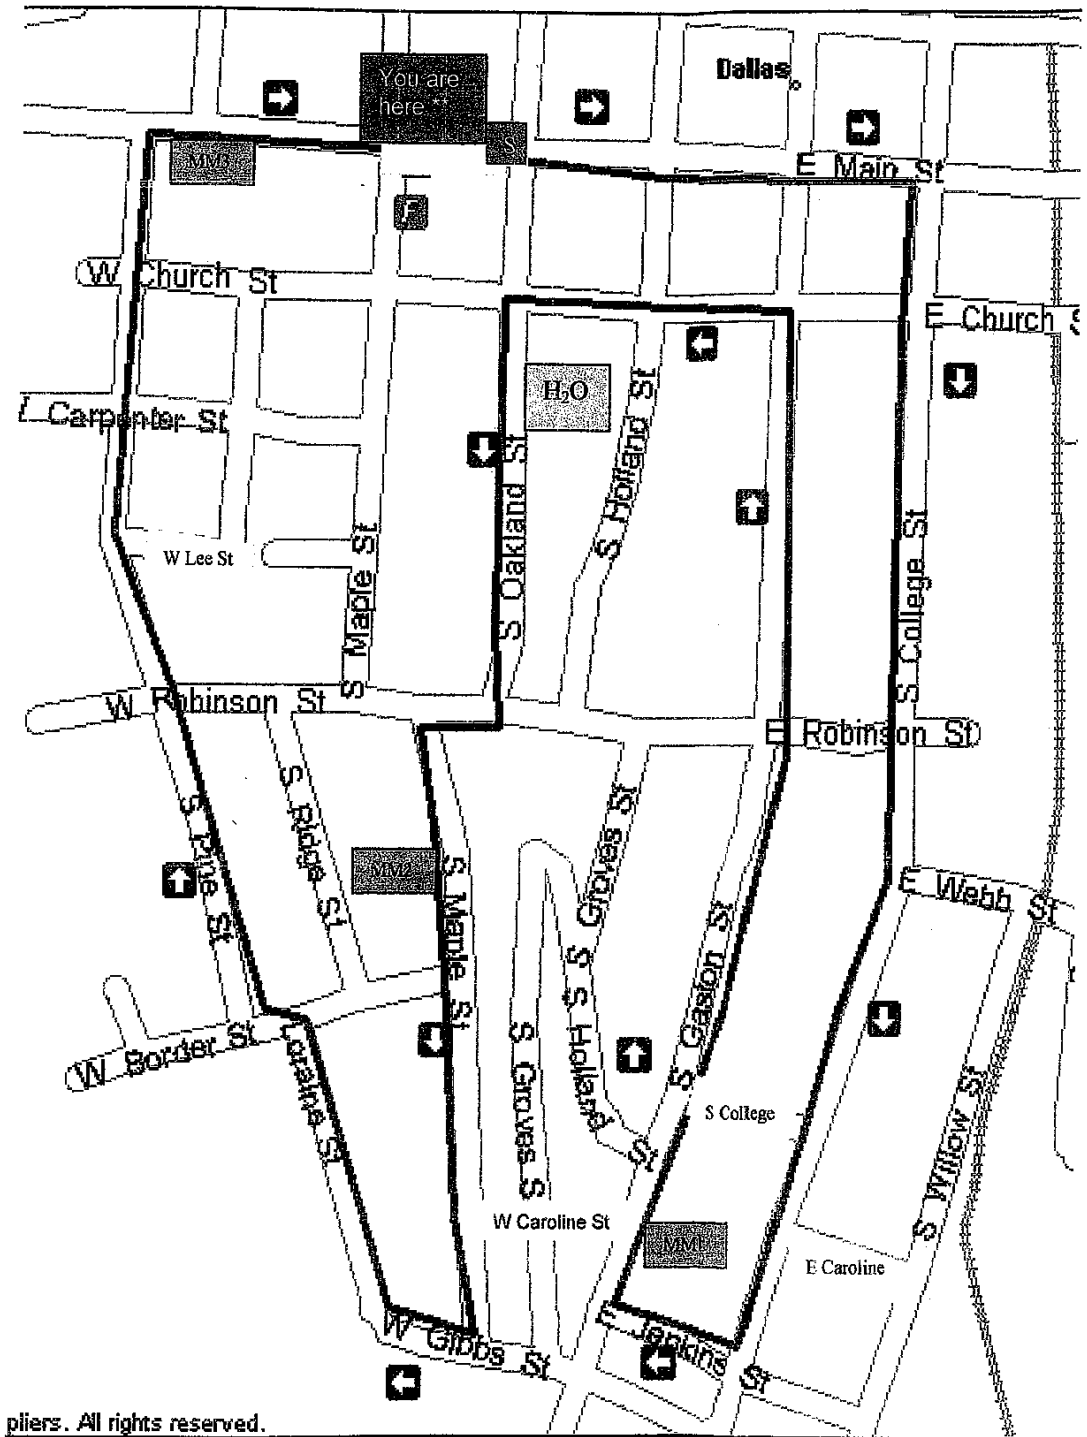 You are
here **
S
Dallas
MM3
E Main St
F
W Church St
E Church S
H₂O
Carpenter St
S Holland St
S Oakland St
S Maple St
S College St
W Lee St
W Robinson St
E Robinson St
S Pine St
S Ridge St
MM2
S Maple St
S Groves St
S Gaston St
E Webb St
W Border St
Loraine St
S Groves S
S Holland St
S College
S Willow St
W Caroline St
MM1
E Caroline
W Gibbs St
E Jenkins St
pliers. All rights reserved.